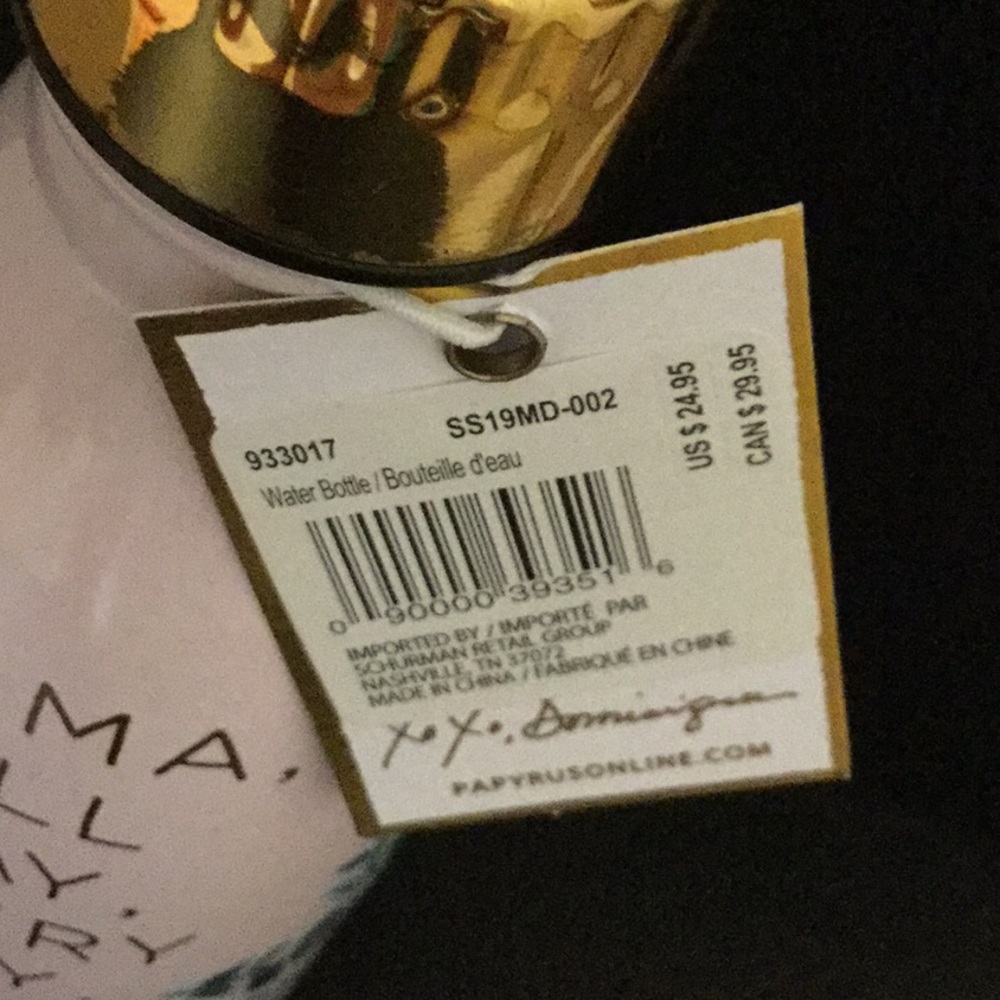 933017 SS19MD-002
Water Bottle / Bouteille d'eau
US $ 24.95
CAN $ 29.95
0 90000 39351 6
IMPORTED BY / IMPORTÉ PAR
SCHURMAN RETAIL GROUP
NASHVILLE, TN 37072
MADE IN CHINA / FABRIQUÉ EN CHINE
XoXo, Dominique
PAPYRUSONLINE.COM
MA.